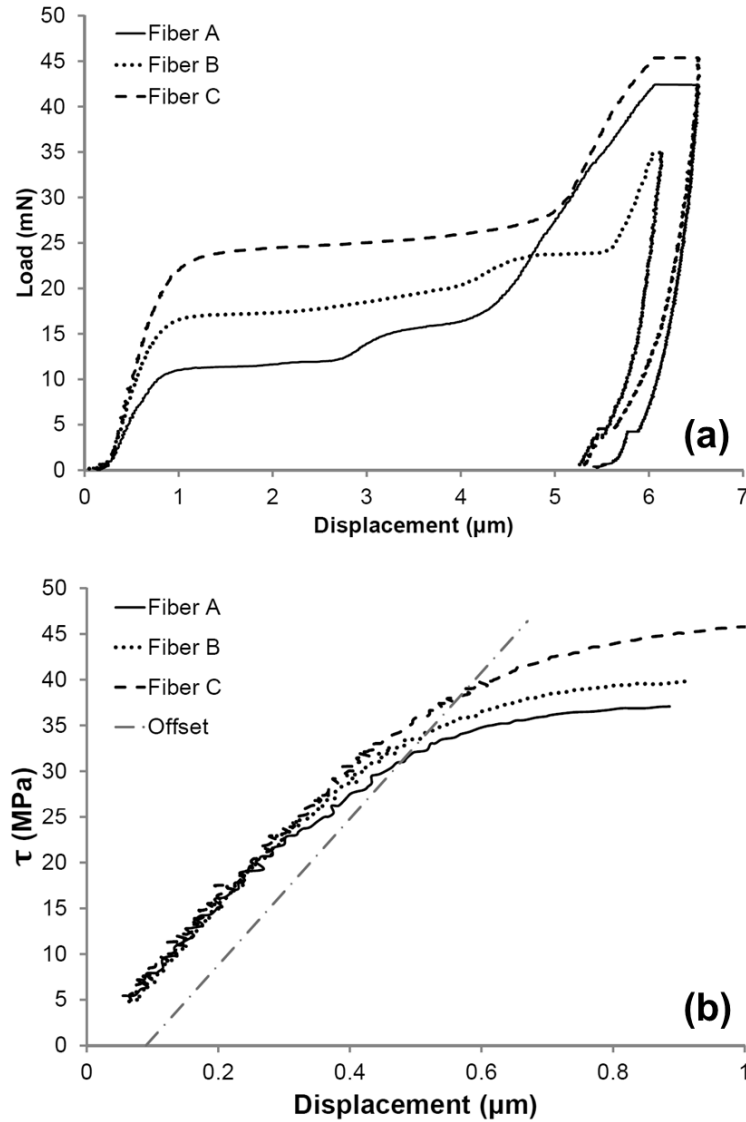 50
45
40
35
30
25
20
15
10
5
0
Load (mN)
Fiber A
Fiber B
Fiber C
(a)
0 1 2 3 4 5 6 7
Displacement (µm)
50
45
40
35
30
25
20
15
10
5
0
τ (MPa)
Fiber A
Fiber B
Fiber C
Offset
(b)
0 0.2 0.4 0.6 0.8 1
Displacement (µm)